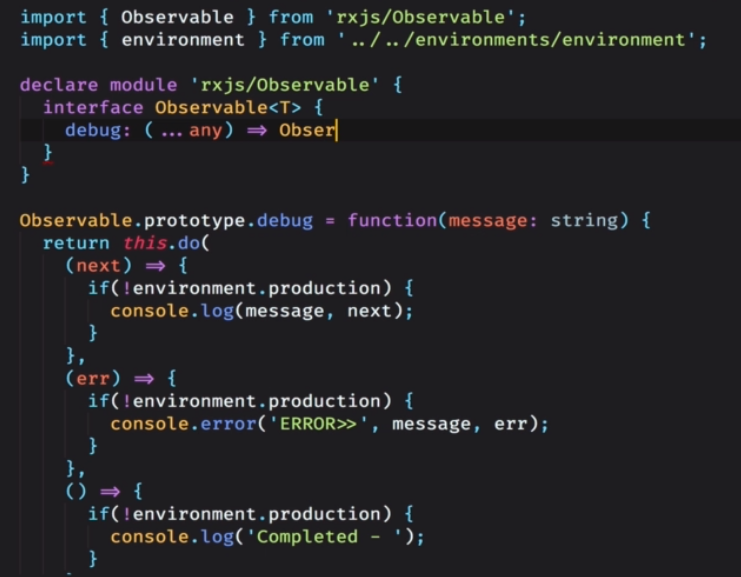 import { Observable } from 'rxjs/Observable';
import { environment } from '../../environments/environment';
declare module 'rxjs/Observable' {
  interface Observable<T> {
    debug: (...any) => Obser
  }
}
Observable.prototype.debug = function(message: string) {
  return this.do(
    (next) => {
      if(!environment.production) {
        console.log(message, next);
      }
    },
    (err) => {
      if(!environment.production) {
        console.error('ERROR>>', message, err);
      }
    },
    () => {
      if(!environment.production) {
        console.log('Completed - ');
      }